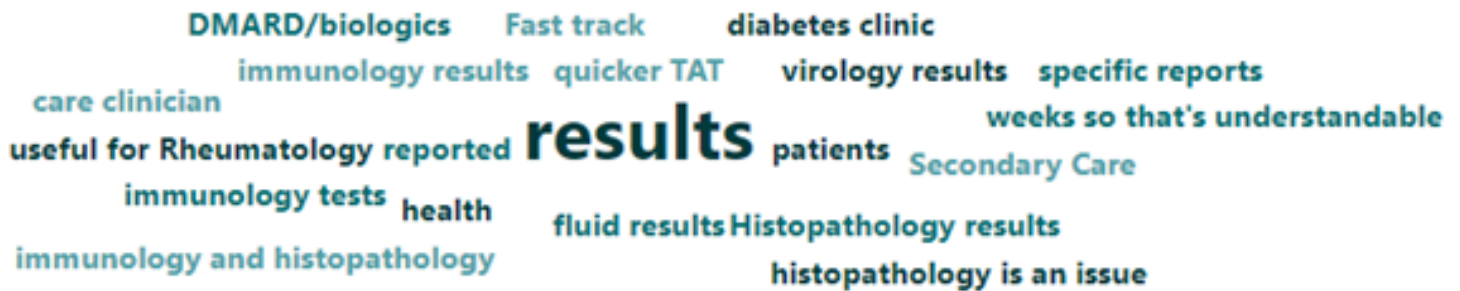 DMARD/biologics Fast track diabetes clinic
immunology results quicker TAT virology results specific reports
care clinician
weeks so that's understandable
useful for Rheumatology reported results patients
Secondary Care
immunology tests
health
fluid results Histopathology results
immunology and histopathology
histopathology is an issue